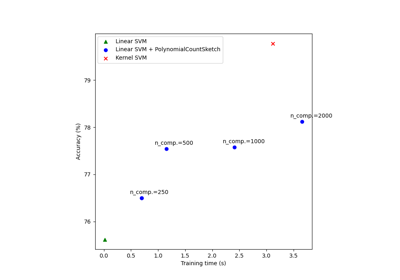 Linear SVM
Linear SVM + PolynomialCountSketch
Kernel SVM
79
78
77
76
Accuracy (%)
n_comp.=2000
n_comp.=500
n_comp.=1000
n_comp.=250
0.0 0.5 1.0 1.5 2.0 2.5 3.0 3.5
Training time (s)